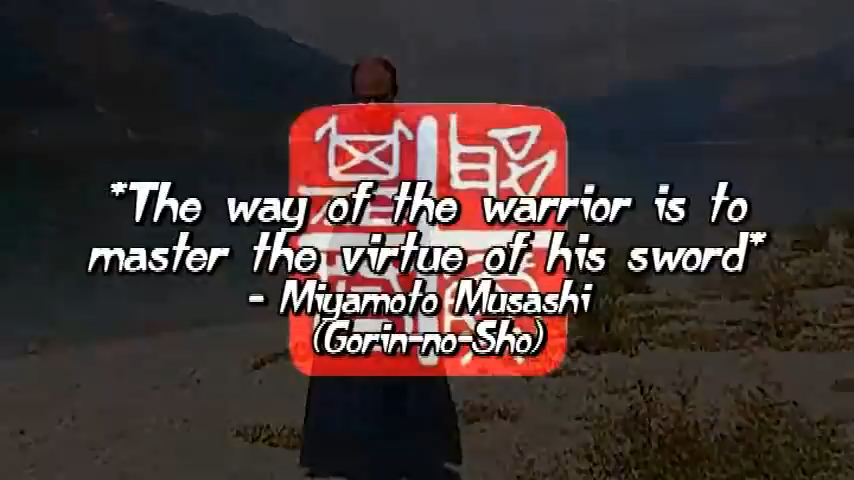 *The way of the warrior is to
master the virtue of his sword*
- Miyamoto Musashi
(Gorin-no-Sho)